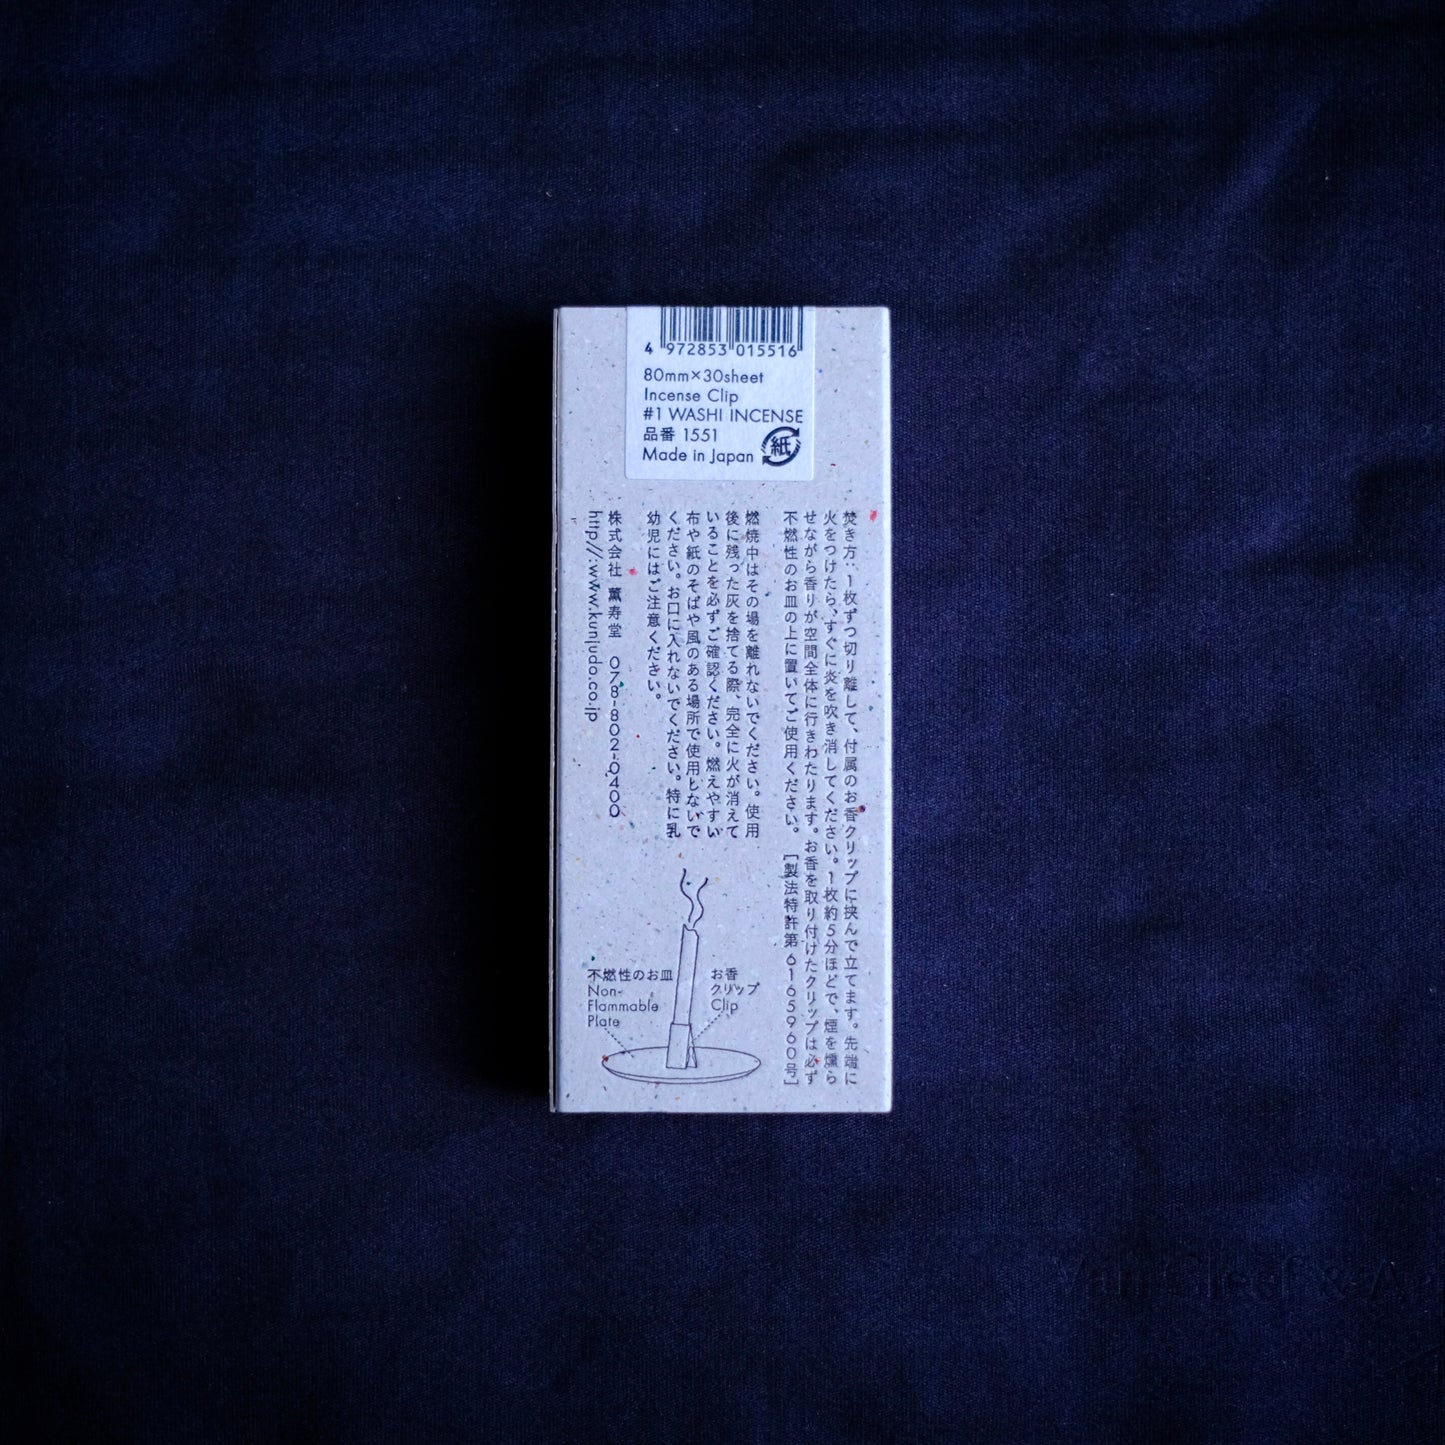 4 972853 015516
80mm×30sheet
Incense Clip
#1 WASHI INCENSE
品番 1551
Made in Japan
紙
焚き方：1枚ずつ切り離して、付属のお香クリップに挟んで立てます。先端に
火をつけたら、すぐに炎を吹き消してください。1枚約5分ほどで、煙を燻ら
せながら香りが空間全体に行きわたります。お香を取り付けたクリップは必ず
不燃性のお皿の上に置いてご使用ください。 [製法特許第6165960号]
燃焼中はその場を離れないでください。使用
後に残った灰を捨てる際、完全に火が消えて
いることを必ずご確認ください。燃えやすい
布や紙のそばや風のある場所で使用しないで
ください。お口に入れないでください。特に乳
幼児にはご注意ください。
株式会社 薫寿堂 078-802-0400
http//:www.kunjudo.co.jp
不燃性のお皿
Non-
Flammable
Plate
お香
クリップ
Clip
Van Cleef & A